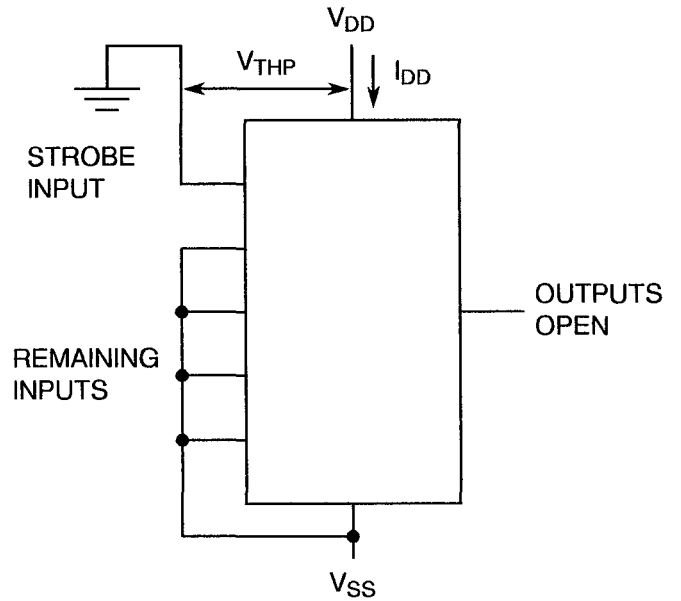 V_DD
V_THP
I_DD
STROBE
INPUT
OUTPUTS
OPEN
REMAINING
INPUTS
V_SS